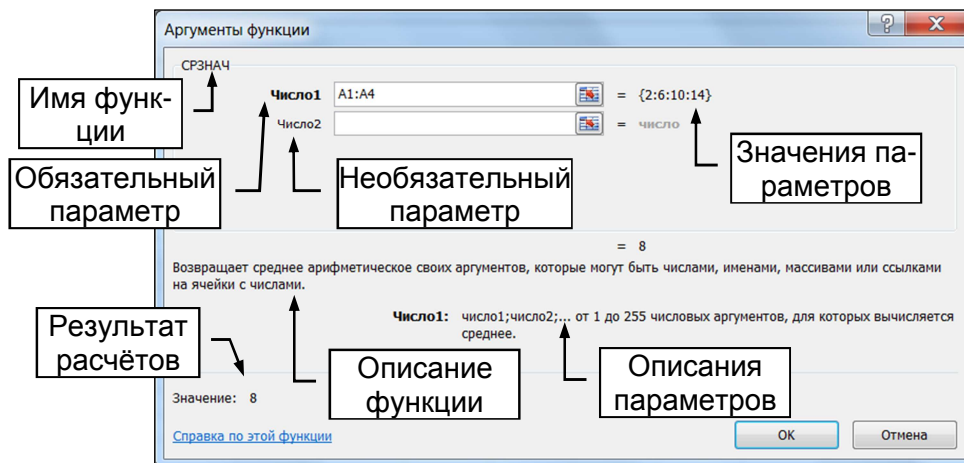 Аргументы функции
СРЗНАЧ
Имя функ-
ции
Число1 A1:A4 = {2:6:10:14}
Число2 = число
Обязательный
параметр
Необязательный
параметр
Значения па-
раметров
= 8
Возвращает среднее арифметическое своих аргументов, которые могут быть числами, именами, массивами или ссылками
на ячейки с числами.
Число1: число1;число2;... от 1 до 255 числовых аргументов, для которых вычисляется
среднее.
Результат
расчётов
Описание
функции
Описания
параметров
Значение: 8
Справка по этой функции
ОК
Отмена